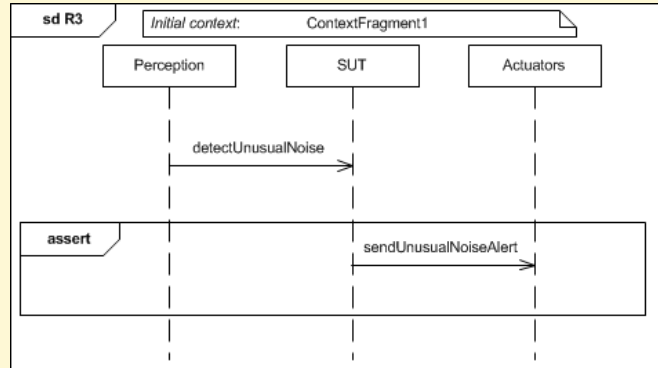 sd R3
Initial context: ContextFragment1
Perception
SUT
Actuators
detectUnusualNoise
assert
sendUnusualNoiseAlert